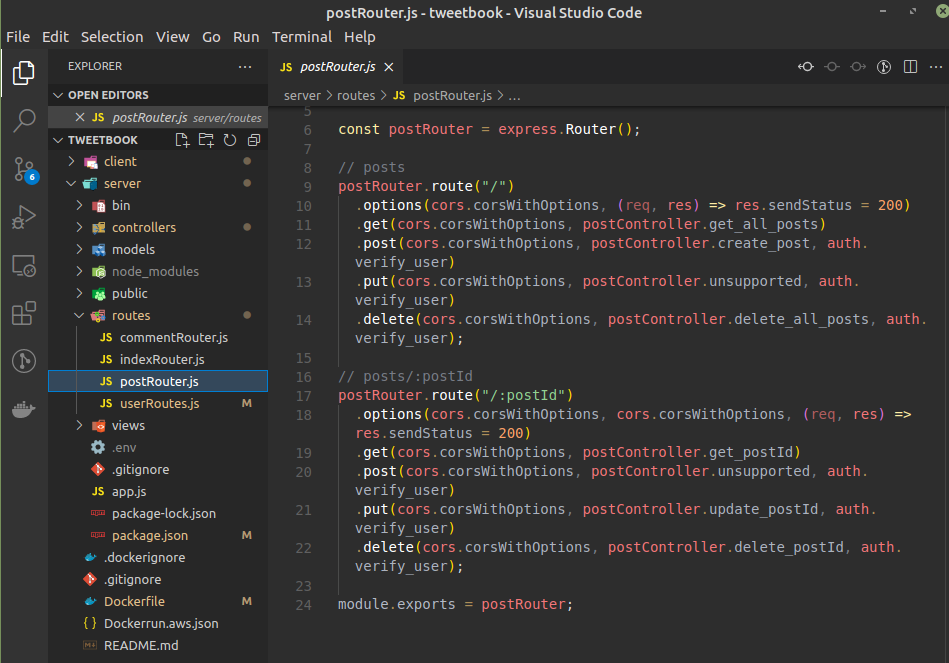 postRouter.js - tweetbook - Visual Studio Code
File Edit Selection View Go Run Terminal Help
EXPLORER
OPEN EDITORS
JS postRouter.js server/routes
TWEETBOOK
client
server
bin
controllers
models
node_modules
public
routes
JS commentRouter.js
JS indexRouter.js
JS postRouter.js
JS userRoutes.js M
views
.env
.gitignore
JS app.js
package-lock.json
package.json M
.dockerignore
.gitignore
Dockerfile M
{ } Dockerrun.aws.json
README.md
6
JS postRouter.js
server > routes > JS postRouter.js > ...
5
6 const postRouter = express.Router();
7
8 // posts
9 postRouter.route("/")
10 .options(cors.corsWithOptions, (req, res) => res.sendStatus = 200)
11 .get(cors.corsWithOptions, postController.get_all_posts)
12 .post(cors.corsWithOptions, postController.create_post, auth.
verify_user)
13 .put(cors.corsWithOptions, postController.unsupported, auth.
verify_user)
14 .delete(cors.corsWithOptions, postController.delete_all_posts, auth.
verify_user);
15
16 // posts/:postId
17 postRouter.route("/:postId")
18 .options(cors.corsWithOptions, cors.corsWithOptions, (req, res) =>
res.sendStatus = 200)
19 .get(cors.corsWithOptions, postController.get_postId)
20 .post(cors.corsWithOptions, postController.unsupported, auth.
verify_user)
21 .put(cors.corsWithOptions, postController.update_postId, auth.
verify_user)
22 .delete(cors.corsWithOptions, postController.delete_postId, auth.
verify_user);
23
24 module.exports = postRouter;